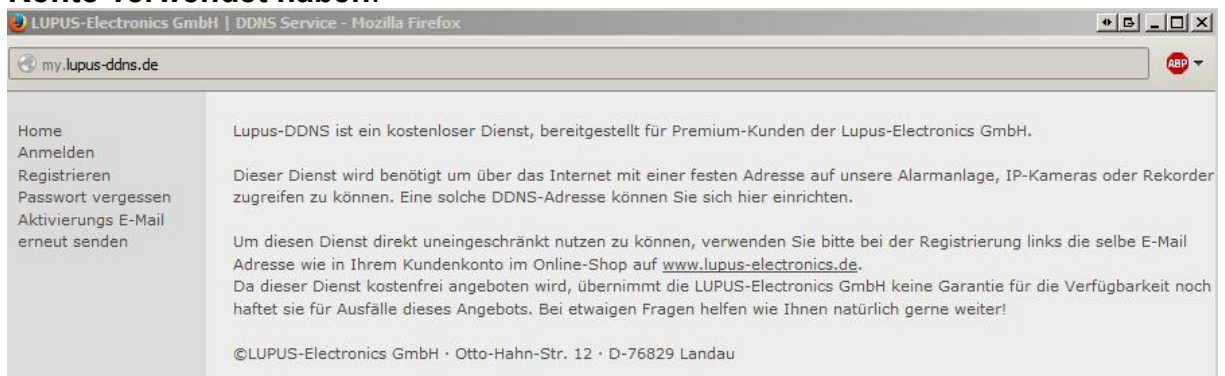 Konto verwendet haben.
LUPUS-Electronics GmbH | DDNS Service - Mozilla Firefox
my.lupus-ddns.de
ABP
Home
Anmelden
Registrieren
Passwort vergessen
Aktivierungs E-Mail
erneut senden
Lupus-DDNS ist ein kostenloser Dienst, bereitgestellt für Premium-Kunden der Lupus-Electronics GmbH.
Dieser Dienst wird benötigt um über das Internet mit einer festen Adresse auf unsere Alarmanlage, IP-Kameras oder Rekorder
zugreifen zu können. Eine solche DDNS-Adresse können Sie sich hier einrichten.
Um diesen Dienst direkt uneingeschränkt nutzen zu können, verwenden Sie bitte bei der Registrierung links die selbe E-Mail
Adresse wie in Ihrem Kundenkonto im Online-Shop auf www.lupus-electronics.de.
Da dieser Dienst kostenfrei angeboten wird, übernimmt die LUPUS-Electronics GmbH keine Garantie für die Verfügbarkeit noch
haftet sie für Ausfälle dieses Angebots. Bei etwaigen Fragen helfen wie Ihnen natürlich gerne weiter!
©LUPUS-Electronics GmbH · Otto-Hahn-Str. 12 · D-76829 Landau